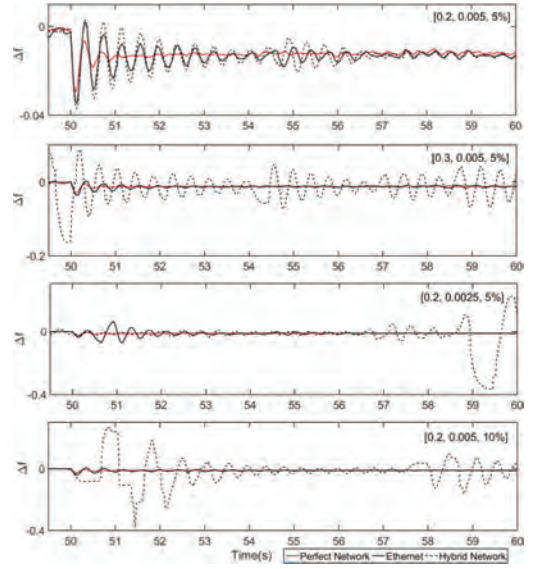 [0.2, 0.005, 5%]
0
Δf
-0.04
50 51 52 53 54 55 56 57 58 59 60
[0.3, 0.005, 5%]
0
Δf
-0.2
50 51 52 53 54 55 56 57 58 59 60
[0.2, 0.0025, 5%]
0
Δf
-0.4
50 51 52 53 54 55 56 57 58 59 60
[0.2, 0.005, 10%]
0
Δf
-0.4
50 51 52 53 54 55 56 57 58 59 60
Time(s)
Perfect Network Ethernet Hybrid Network